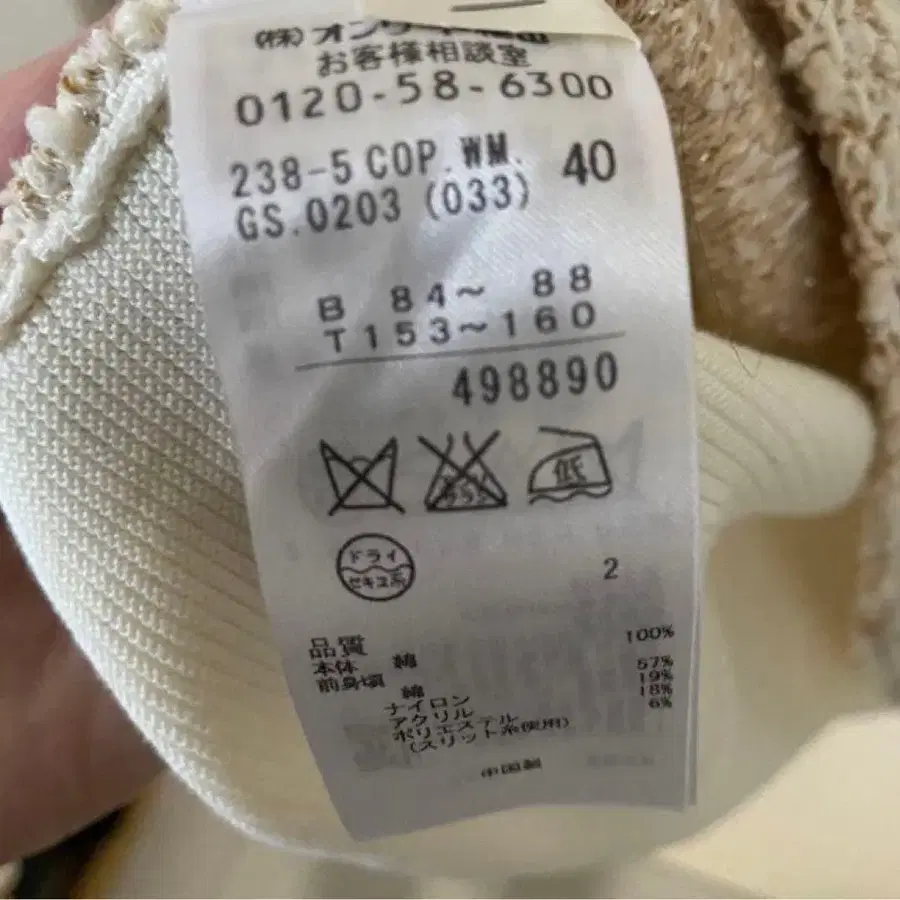 (株)オンワード樫山
お客様相談室
0120-58-6300
238-5 COP.WM. 40
GS.0203 (033)
B 84~ 88
T153~160
498890
低
ドライ
セキユ系
2
品質
本体 綿 100%
前身頃 綿 57%
ナイロン 19%
アクリル 18%
ポリエステル 6%
(スリット糸使用)
中国製